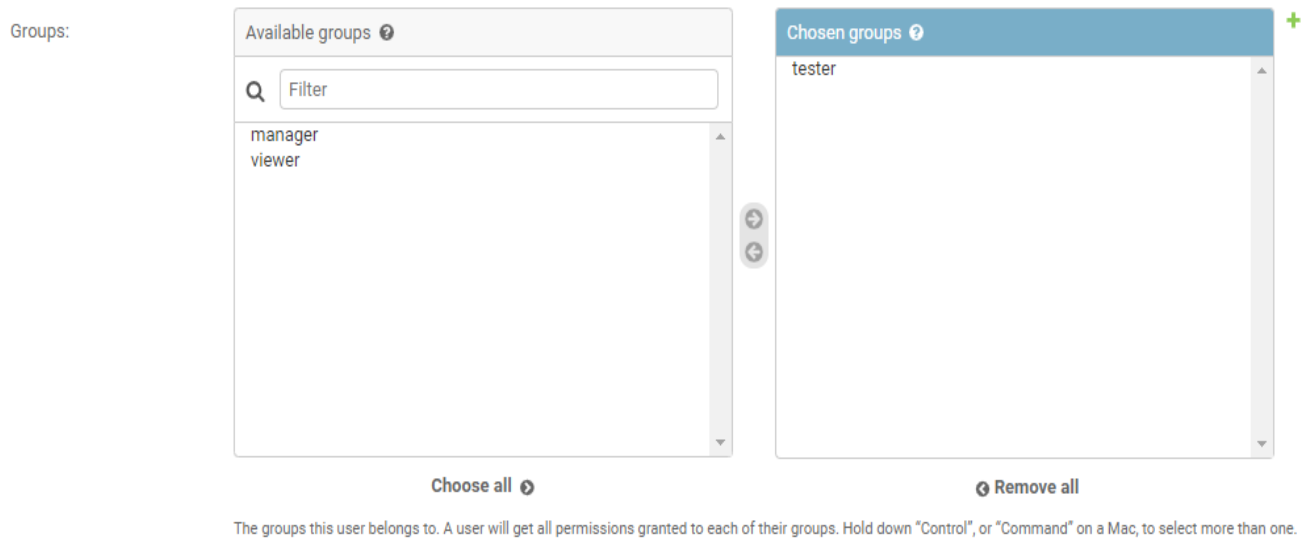 Groups:
Available groups
Filter
manager
viewer
Choose all
Chosen groups
tester
Remove all
The groups this user belongs to. A user will get all permissions granted to each of their groups. Hold down “Control”, or “Command” on a Mac, to select more than one.